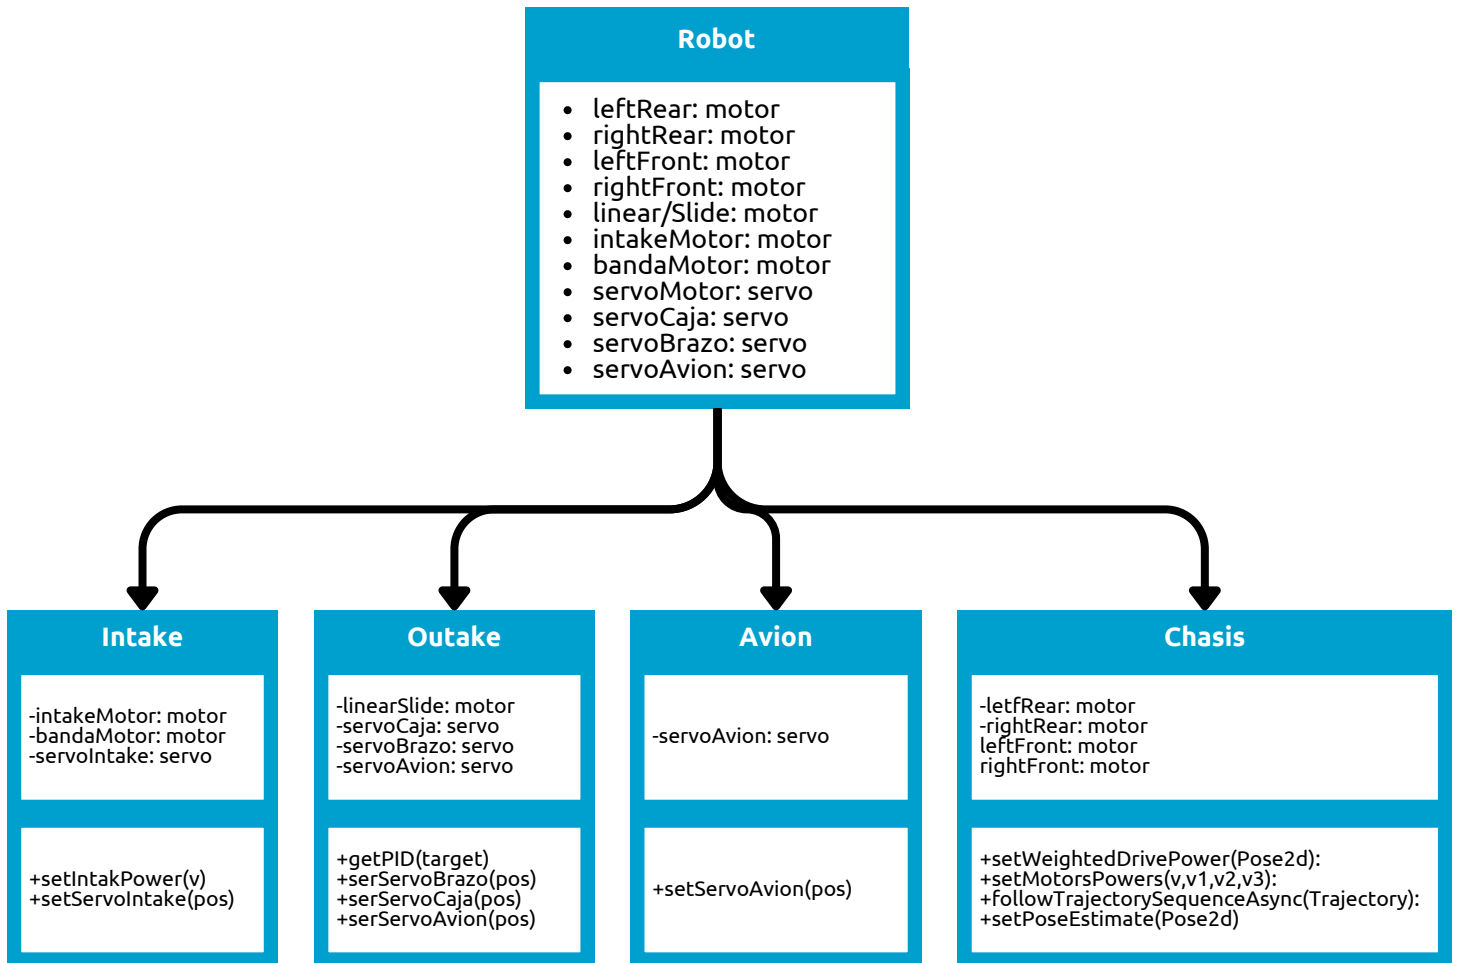 Robot
• leftRear: motor
• rightRear: motor
• leftFront: motor
• rightFront: motor
• linear/Slide: motor
• intakeMotor: motor
• bandaMotor: motor
• servoMotor: servo
• servoCaja: servo
• servoBrazo: servo
• servoAvion: servo
Intake
-intakeMotor: motor
-bandaMotor: motor
-servoIntake: servo
+setIntakPower(v)
+setServoIntake(pos)
Outake
-linearSlide: motor
-servoCaja: servo
-servoBrazo: servo
-servoAvion: servo
+getPID(target)
+serServoBrazo(pos)
+serServoCaja(pos)
+serServoAvion(pos)
Avion
-servoAvion: servo
+setServoAvion(pos)
Chasis
-letfRear: motor
-rightRear: motor
leftFront: motor
rightFront: motor
+setWeightedDrivePower(Pose2d):
+setMotorsPowers(v,v1,v2,v3):
+followTrajectorySequenceAsync(Trajectory):
+setPoseEstimate(Pose2d)